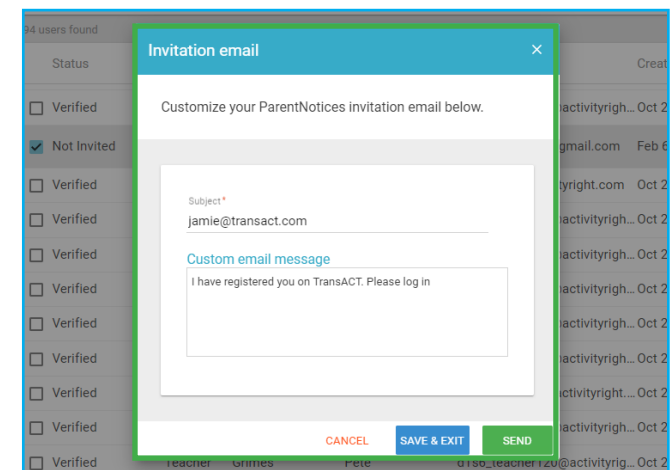 94 users found
Invitation email ×
Status
Creat
Customize your ParentNotices invitation email below.
Verified
activityrigh... Oct 2
Not Invited
gmail.com Feb 6
Verified
tyright.com Oct 2
Subject*
Verified
jamie@transact.com
activityrigh... Oct 2
Verified
Custom email message
activityrigh... Oct 2
I have registered you on TransACT. Please log in
Verified
activityrigh... Oct 2
Verified
activityrigh... Oct 2
Verified
activityrigh... Oct 2
Verified
ctivityright.... Oct 2
Verified
activityrigh... Oct 2
CANCEL SAVE & EXIT SEND
Verified Teacher Grimes Pete d1so_teacher120@activityrig... Oct 2